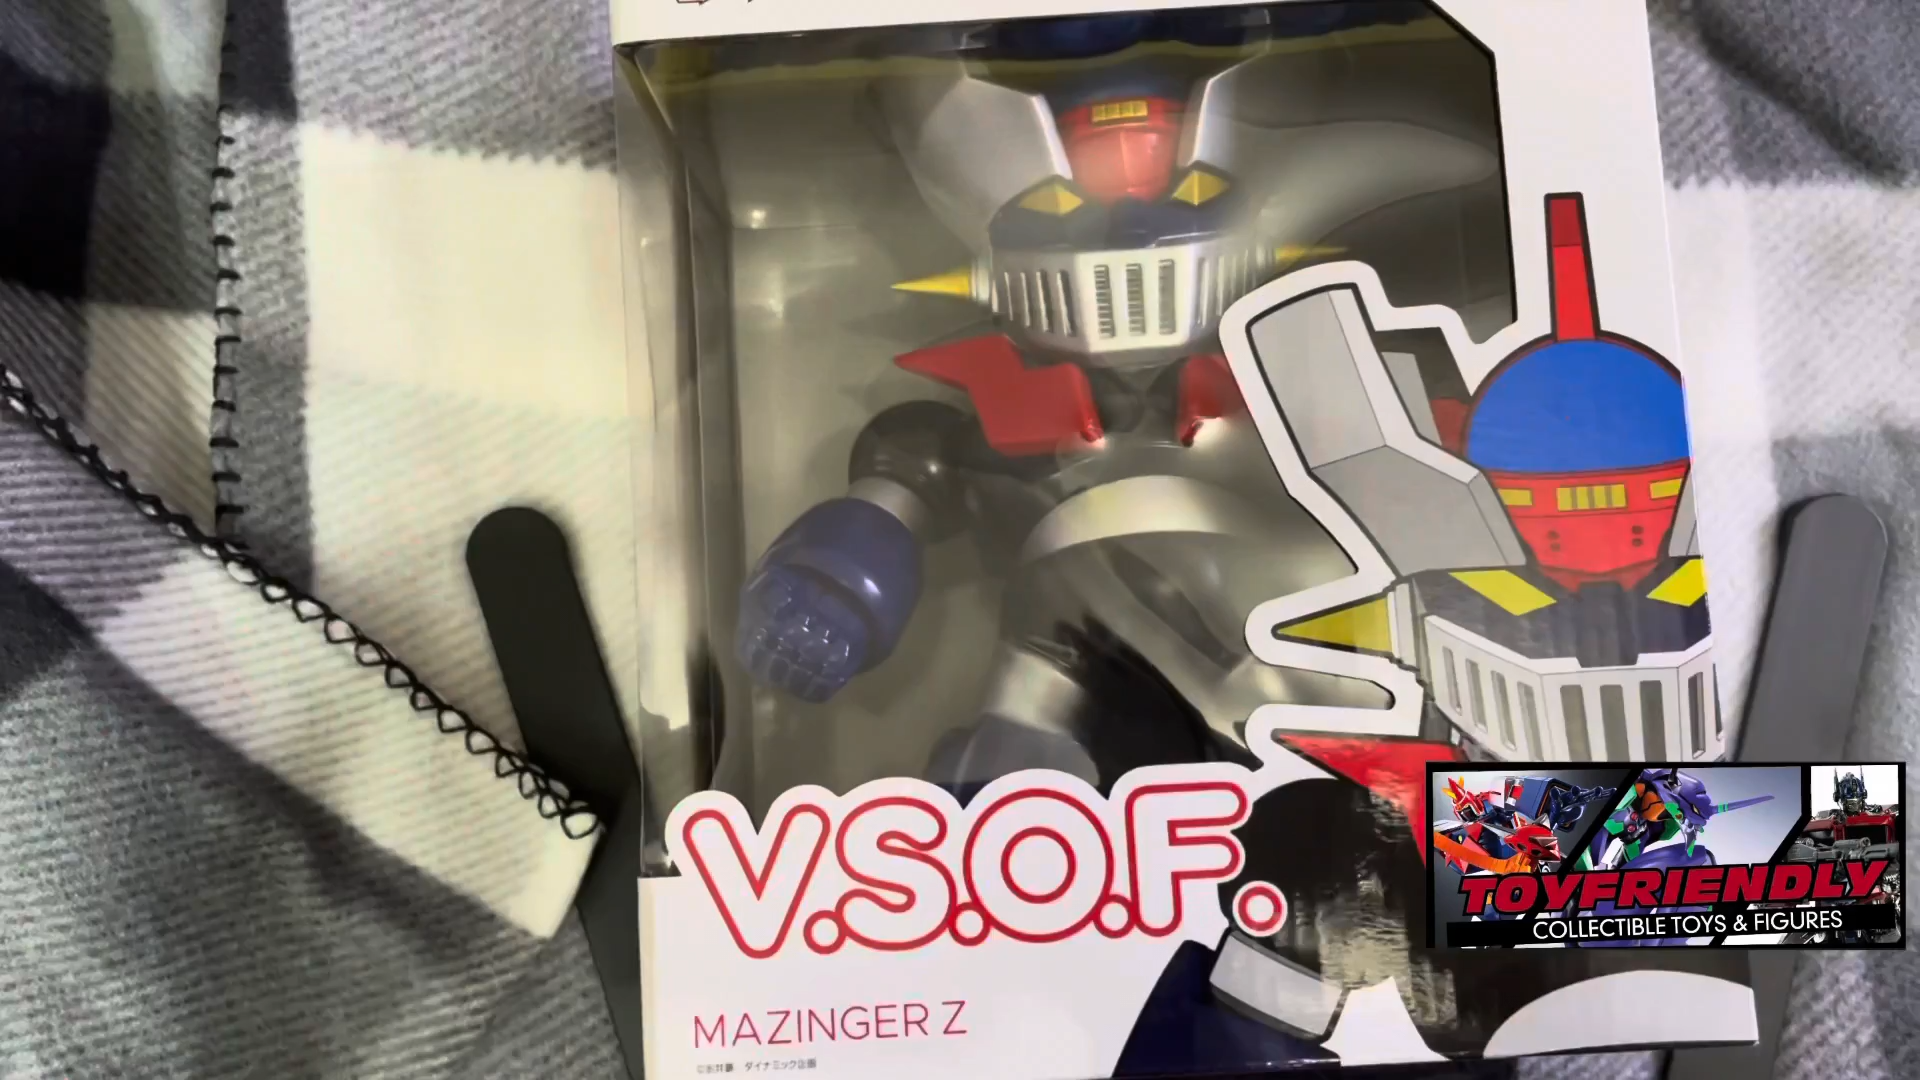 V.S.O.F.
MAZINGER Z
©永井豪 ダイナミック企画
TOYFRIENDLY
COLLECTIBLE TOYS & FIGURES